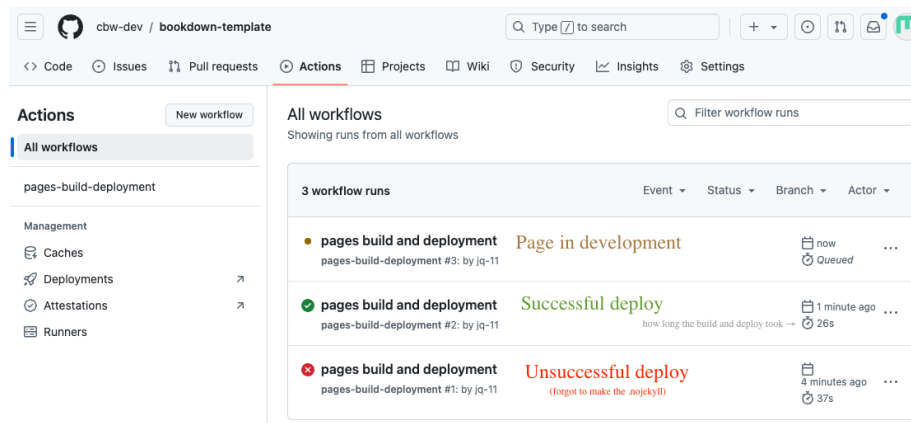 cbw-dev / bookdown-template
Type / to search
Code
Issues
Pull requests
Actions
Projects
Wiki
Security
Insights
Settings
Actions
New workflow
All workflows
pages-build-deployment
Management
Caches
Deployments
Attestations
Runners
All workflows
Showing runs from all workflows
Filter workflow runs
3 workflow runs
Event
Status
Branch
Actor
pages build and deployment
pages-build-deployment #3: by jq-11
Page in development
now
Queued
pages build and deployment
pages-build-deployment #2: by jq-11
Successful deploy
how long the build and deploy took →
1 minute ago
26s
pages build and deployment
pages-build-deployment #1: by jq-11
Unsuccessful deploy
(forgot to make the .nojekyll)
4 minutes ago
37s